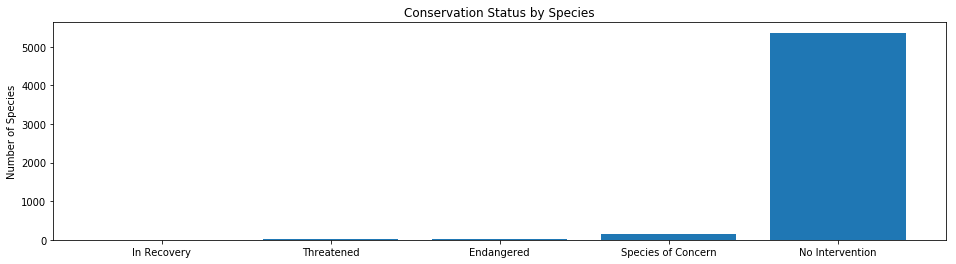 Conservation Status by Species
Number of Species
5000
4000
3000
2000
1000
0
In Recovery Threatened Endangered Species of Concern No Intervention